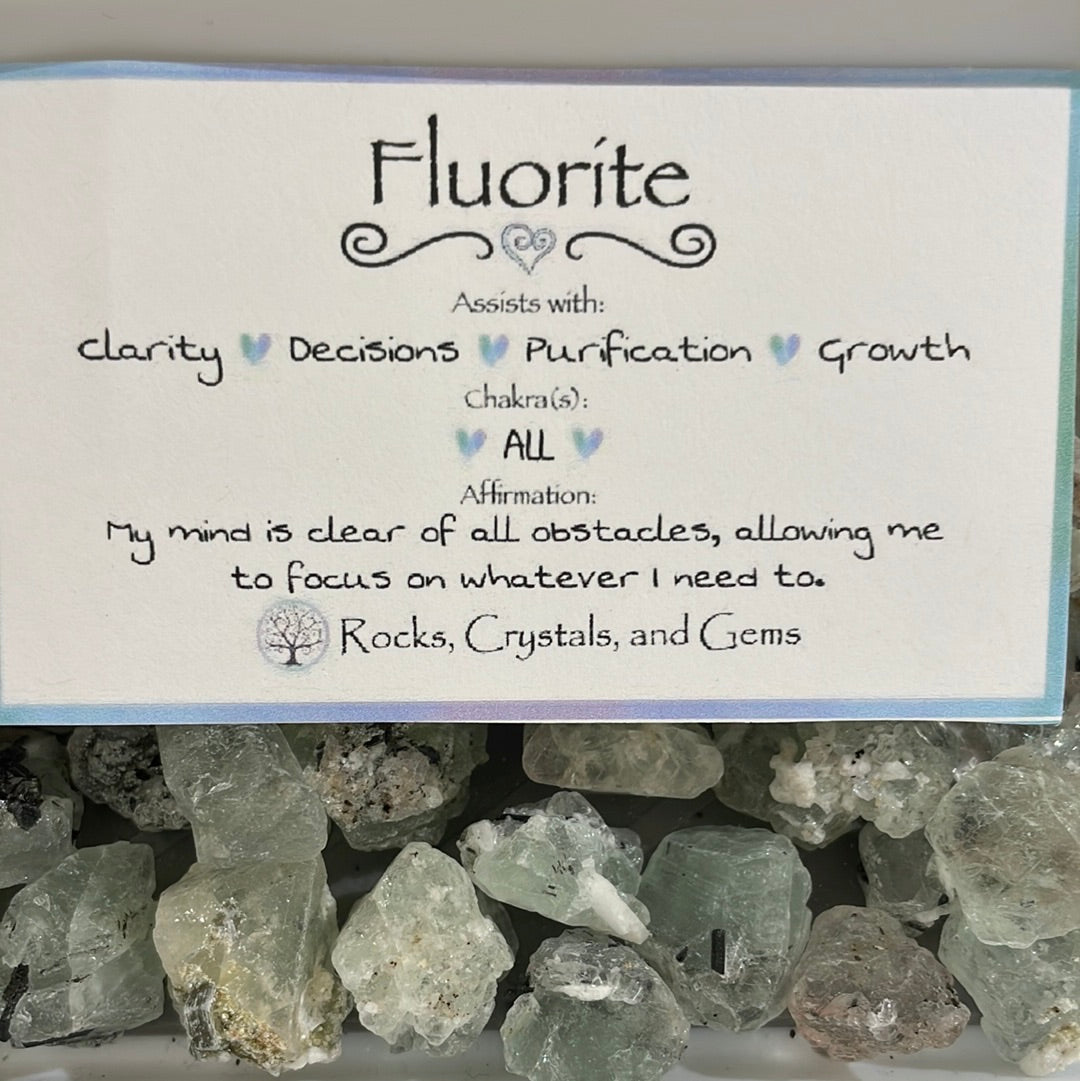 Fluorite
Assists with:
Clarity Decisions Purification Growth
Chakra(s):
ALL
Affirmation:
My mind is clear of all obstacles, allowing me
to focus on whatever I need to.
Rocks, Crystals, and Gems